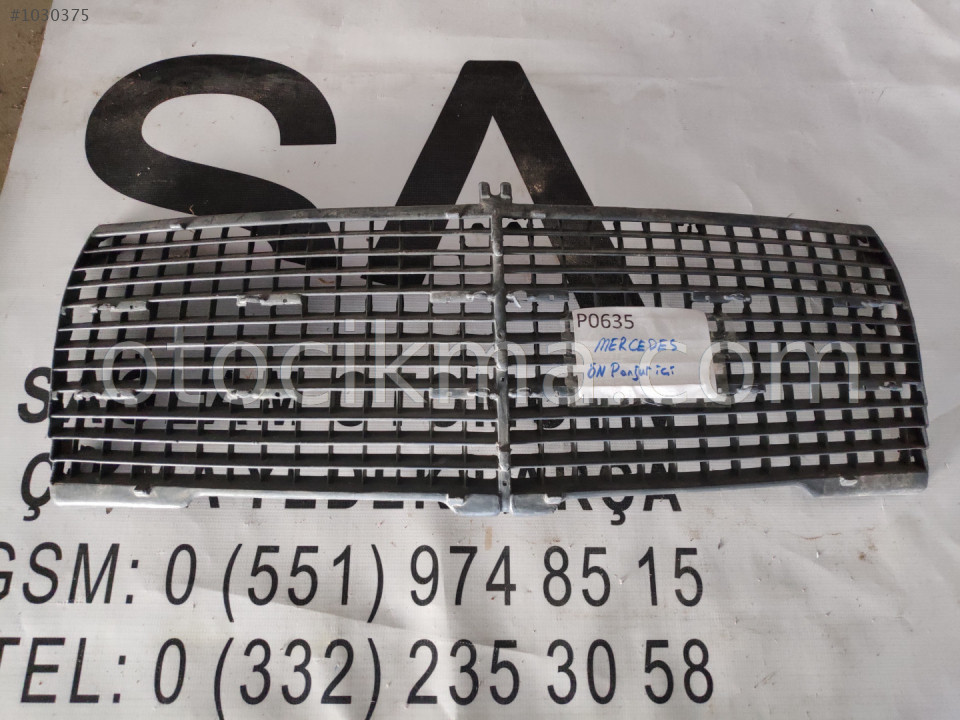 #1030375
SA
P0635
MERCEDES
ÖN Panjur içi
otocikma.com
GSM: 0 (551) 974 85 15
TEL: 0 (332) 235 30 58